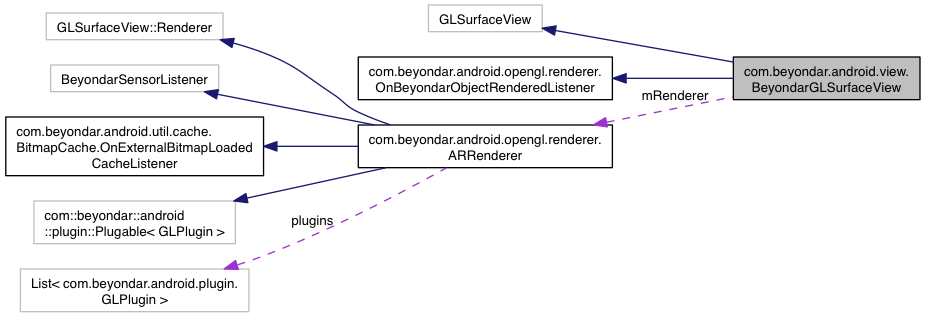 GLSurfaceView::Renderer
GLSurfaceView
BeyondarSensorListener
com.beyondar.android.opengl.renderer.
OnBeyondarObjectRenderedListener
com.beyondar.android.view.
BeyondarGLSurfaceView
mRenderer
com.beyondar.android.util.cache.
BitmapCache.OnExternalBitmapLoaded
CacheListener
com.beyondar.android.opengl.renderer.
ARRenderer
com::beyondar::android
::plugin::Plugable< GLPlugin >
plugins
List< com.beyondar.android.plugin.
GLPlugin >